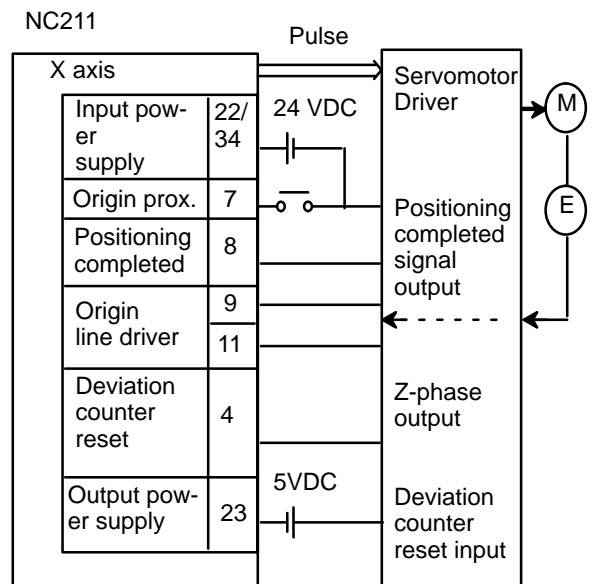 NC211
Pulse
X axis
Servomotor
Driver
M
Input pow-
er
supply
22/
34
24 VDC
Origin prox.
7
E
Positioning
completed
8
Positioning
completed
signal
output
Origin
line driver
9
11
Deviation
counter
reset
4
Z-phase
output
Output pow-
er supply
23
5VDC
Deviation
counter
reset input